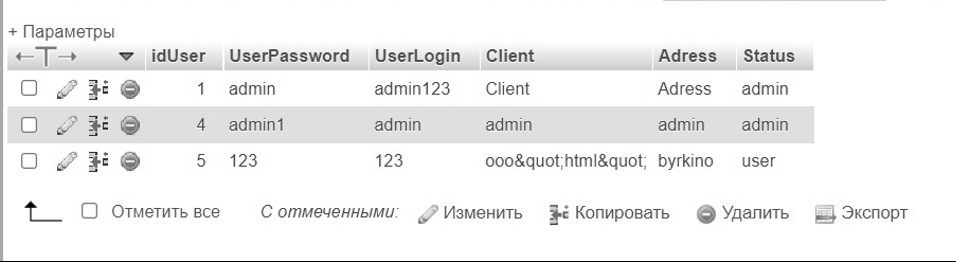 + Параметры
←T→ idUser UserPassword UserLogin Client Adress Status
1 admin admin123 Client Adress admin
4 admin1 admin admin admin admin
5 123 123 ооо&quot;html&quot; byrkino user
Отметить все С отмеченными: Изменить Копировать Удалить Экспорт